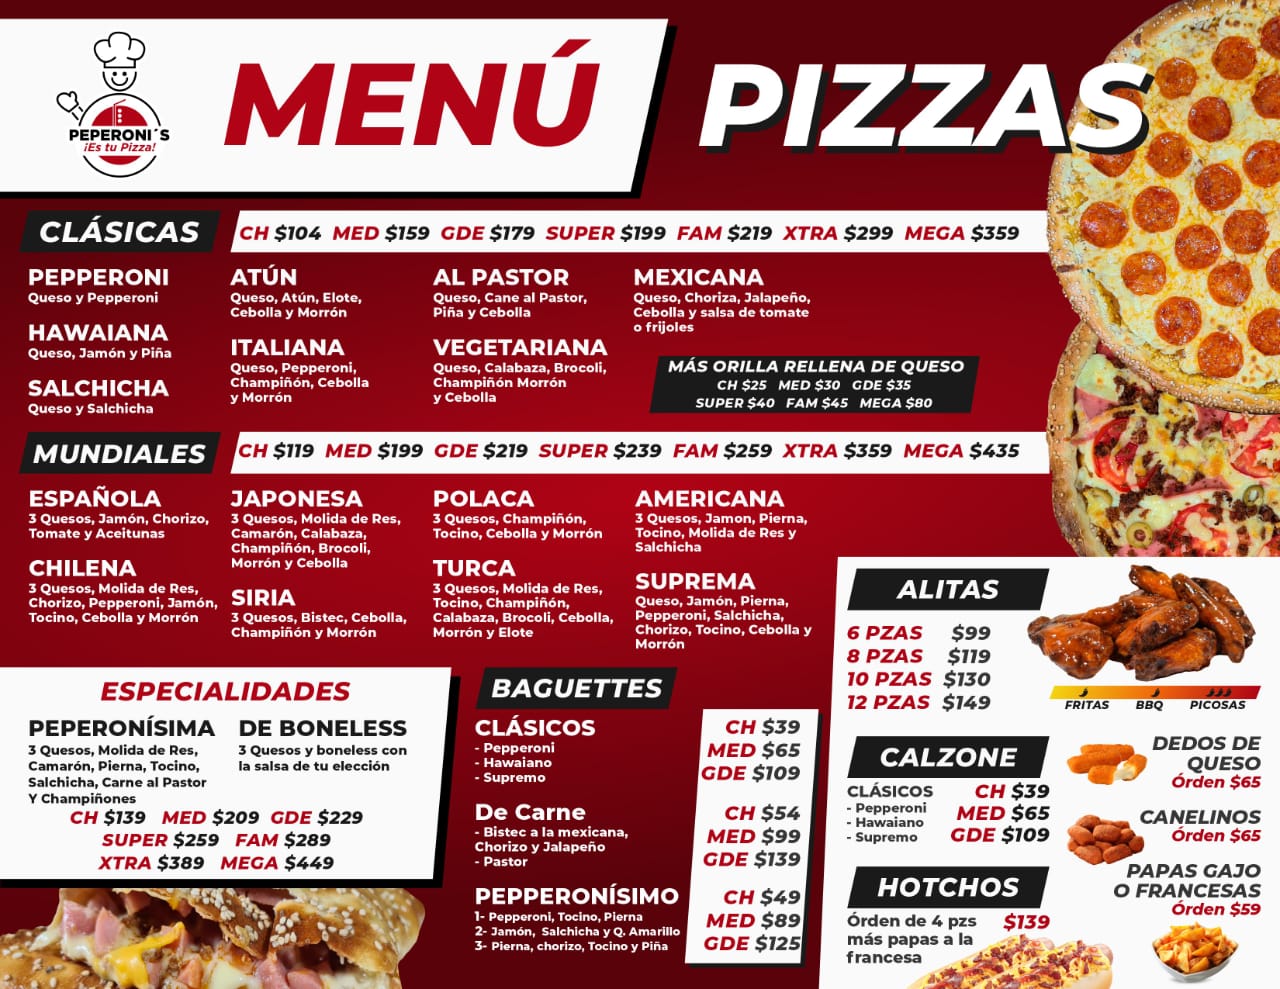 PEPERONI´S
¡Es tu Pizza!
MENÚ
PIZZAS
CLÁSICAS
CH $104 MED $159 GDE $179 SUPER $199 FAM $219 XTRA $299 MEGA $359
PEPPERONI
Queso y Pepperoni
HAWAIANA
Queso, Jamón y Piña
SALCHICHA
Queso y Salchicha
ATÚN
Queso, Atún, Elote,
Cebolla y Morrón
ITALIANA
Queso, Pepperoni,
Champiñón, Cebolla
y Morrón
AL PASTOR
Queso, Cane al Pastor,
Piña y Cebolla
VEGETARIANA
Queso, Calabaza, Brocoli,
Champiñón Morrón
y Cebolla
MEXICANA
Queso, Choriza, Jalapeño,
Cebolla y salsa de tomate
o frijoles
MÁS ORILLA RELLENA DE QUESO
CH $25 MED $30 GDE $35
SUPER $40 FAM $45 MEGA $80
MUNDIALES
CH $119 MED $199 GDE $219 SUPER $239 FAM $259 XTRA $359 MEGA $435
ESPAÑOLA
3 Quesos, Jamón, Chorizo,
Tomate y Aceitunas
CHILENA
3 Quesos, Molida de Res,
Chorizo, Pepperoni, Jamón,
Tocino, Cebolla y Morrón
JAPONESA
3 Quesos, Molida de Res,
Camarón, Calabaza,
Champiñón, Brocoli,
Morrón y Cebolla
SIRIA
3 Quesos, Bistec, Cebolla,
Champiñón y Morrón
POLACA
3 Quesos, Champiñón,
Tocino, Cebolla y Morrón
TURCA
3 Quesos, Molida de Res,
Tocino, Champiñón,
Calabaza, Brocoli, Cebolla,
Morrón y Elote
AMERICANA
3 Quesos, Jamon, Pierna,
Tocino, Molida de Res y
Salchicha
SUPREMA
Queso, Jamón, Pierna,
Pepperoni, Salchicha,
Chorizo, Tocino, Cebolla y
Morrón
ESPECIALIDADES
PEPERONÍSIMA
3 Quesos, Molida de Res,
Camarón, Pierna, Tocino,
Salchicha, Carne al Pastor
Y Champiñones
DE BONELESS
3 Quesos y boneless con
la salsa de tu elección
CH $139 MED $209 GDE $229
SUPER $259 FAM $289
XTRA $389 MEGA $449
BAGUETTES
CLÁSICOS
- Pepperoni
- Hawaiano
- Supremo
CH $39
MED $65
GDE $109
De Carne
- Bistec a la mexicana,
Chorizo y Jalapeño
- Pastor
CH $54
MED $99
GDE $139
PEPPERONÍSIMO
1- Pepperoni, Tocino, Pierna
2- Jamón, Salchicha y Q. Amarillo
3- Pierna, chorizo, Tocino y Piña
CH $49
MED $89
GDE $125
ALITAS
6 PZAS $99
8 PZAS $119
10 PZAS $130
12 PZAS $149
FRITAS BBQ PICOSAS
CALZONE
CLÁSICOS
- Pepperoni
- Hawaiano
- Supremo
CH $39
MED $65
GDE $109
HOTCHOS
Órden de 4 pzs
más papas a la
francesa
$139
DEDOS DE
QUESO
Órden $65
CANELINOS
Órden $65
PAPAS GAJO
O FRANCESAS
Órden $59